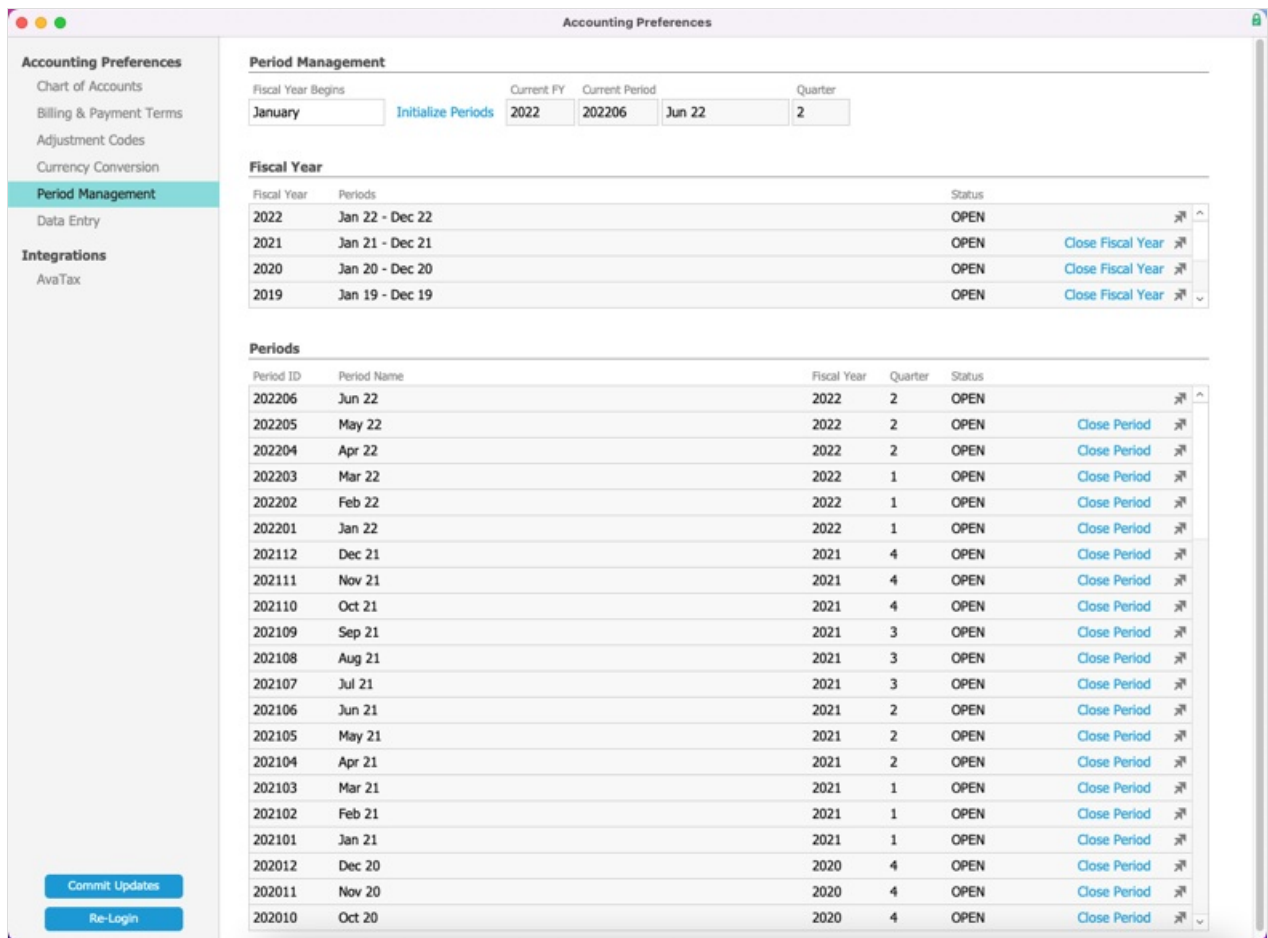 Accounting Preferences
Accounting Preferences
Chart of Accounts
Billing & Payment Terms
Adjustment Codes
Currency Conversion
Period Management
Data Entry
Integrations
AvaTax
Commit Updates
Re-Login
Period Management
Fiscal Year Begins Current FY Current Period Quarter
January Initialize Periods 2022 202206 Jun 22 2
Fiscal Year
Fiscal Year Periods Status
2022 Jan 22 - Dec 22 OPEN
2021 Jan 21 - Dec 21 OPEN Close Fiscal Year
2020 Jan 20 - Dec 20 OPEN Close Fiscal Year
2019 Jan 19 - Dec 19 OPEN Close Fiscal Year
Periods
Period ID Period Name Fiscal Year Quarter Status
202206 Jun 22 2022 2 OPEN
202205 May 22 2022 2 OPEN Close Period
202204 Apr 22 2022 2 OPEN Close Period
202203 Mar 22 2022 1 OPEN Close Period
202202 Feb 22 2022 1 OPEN Close Period
202201 Jan 22 2022 1 OPEN Close Period
202112 Dec 21 2021 4 OPEN Close Period
202111 Nov 21 2021 4 OPEN Close Period
202110 Oct 21 2021 4 OPEN Close Period
202109 Sep 21 2021 3 OPEN Close Period
202108 Aug 21 2021 3 OPEN Close Period
202107 Jul 21 2021 3 OPEN Close Period
202106 Jun 21 2021 2 OPEN Close Period
202105 May 21 2021 2 OPEN Close Period
202104 Apr 21 2021 2 OPEN Close Period
202103 Mar 21 2021 1 OPEN Close Period
202102 Feb 21 2021 1 OPEN Close Period
202101 Jan 21 2021 1 OPEN Close Period
202012 Dec 20 2020 4 OPEN Close Period
202011 Nov 20 2020 4 OPEN Close Period
202010 Oct 20 2020 4 OPEN Close Period